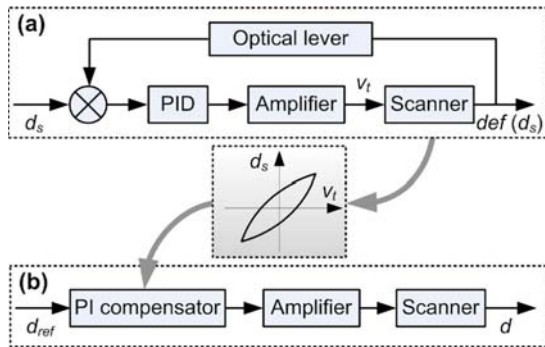 (a)
Optical lever
d_s
PID
Amplifier
v_t
Scanner
def (d_s)
d_s
v_t
(b)
d_ref
PI compensator
Amplifier
Scanner
d